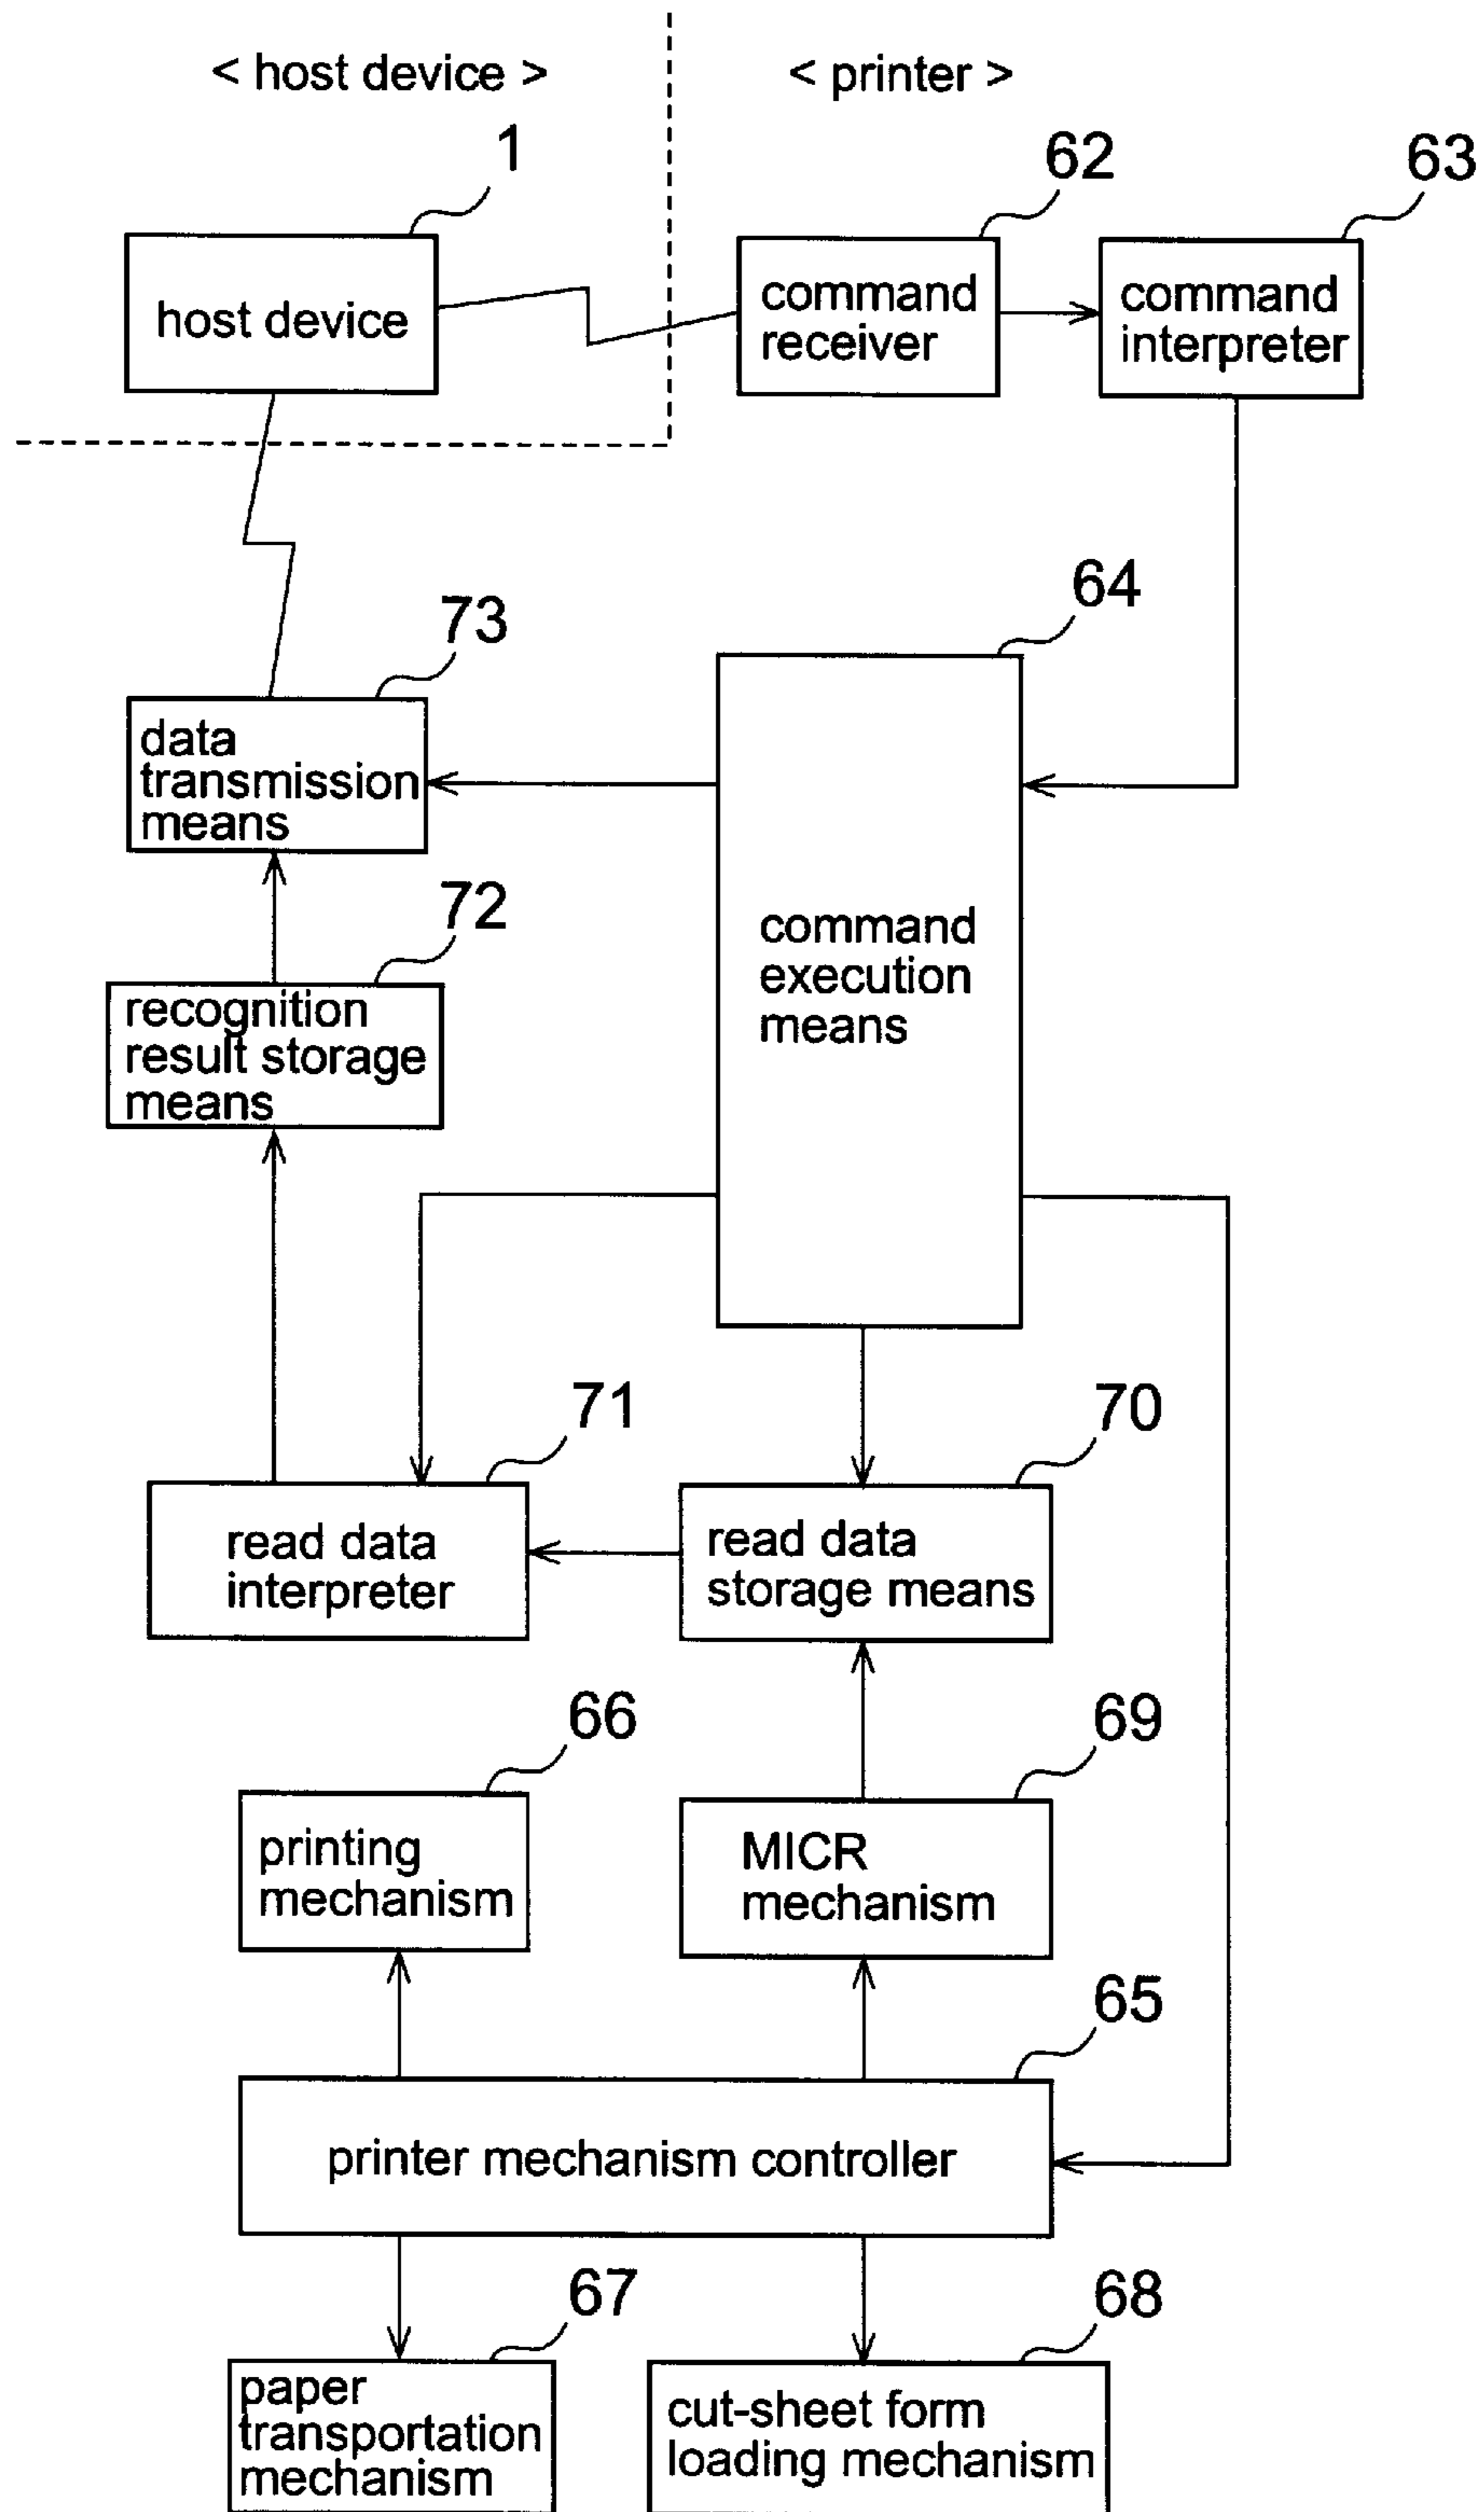 < host device >
< printer >
1
62
63
host device
command
receiver
command
interpreter
64
73
data
transmission
means
72
command
execution
means
recognition
result storage
means
71
70
read data
interpreter
read data
storage means
66
69
printing
mechanism
MICR
mechanism
65
printer mechanism controller
67
68
paper
transportation
mechanism
cut-sheet form
loading mechanism